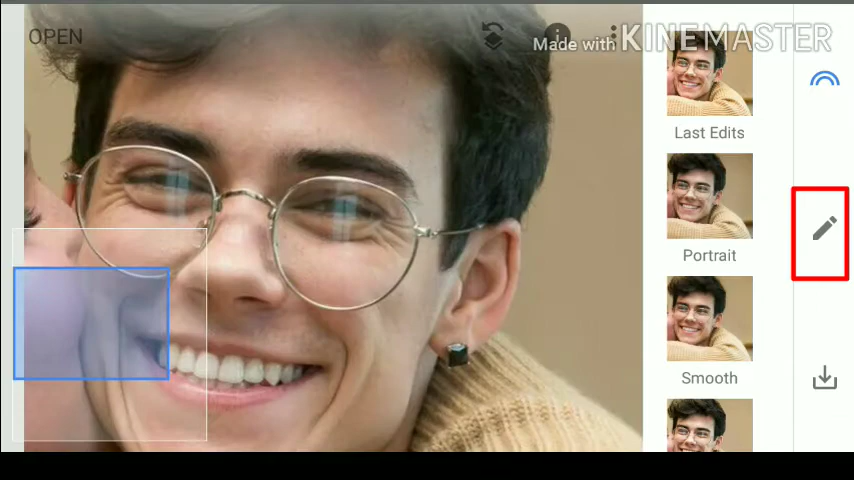 OPEN
Made with KINEMASTER
Last Edits
Portrait
Smooth